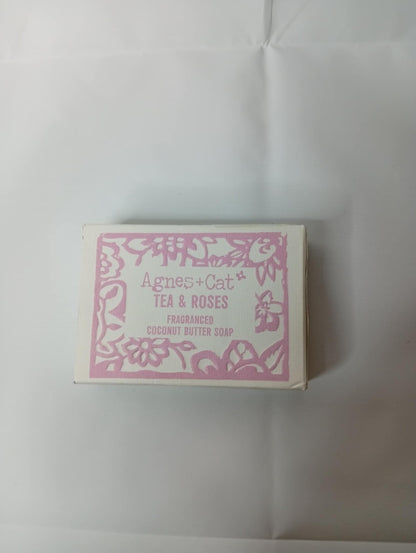 Agnes+Cat
TEA & ROSES
FRAGRANCED
COCONUT BUTTER SOAP